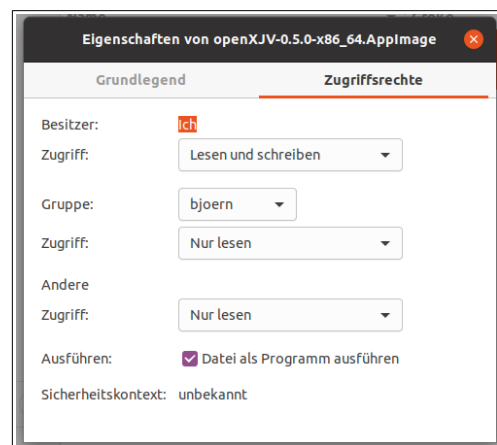 Eigenschaften von openXJV-0.5.0-x86_64.AppImage
Grundlegend Zugriffsrechte
Besitzer: Ich
Zugriff: Lesen und schreiben
Gruppe: bjoern
Zugriff: Nur lesen
Andere
Zugriff: Nur lesen
Ausführen: Datei als Programm ausführen
Sicherheitskontext: unbekannt